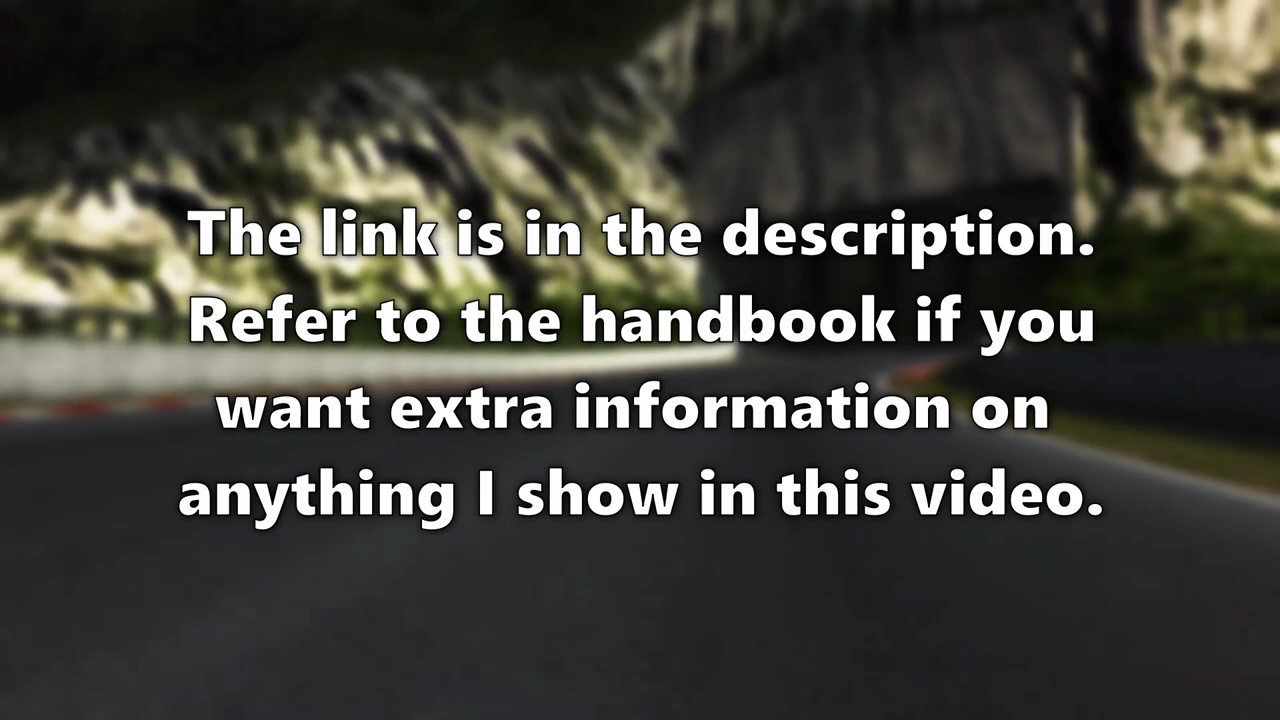 The link is in the description.
Refer to the handbook if you
want extra information on
anything I show in this video.